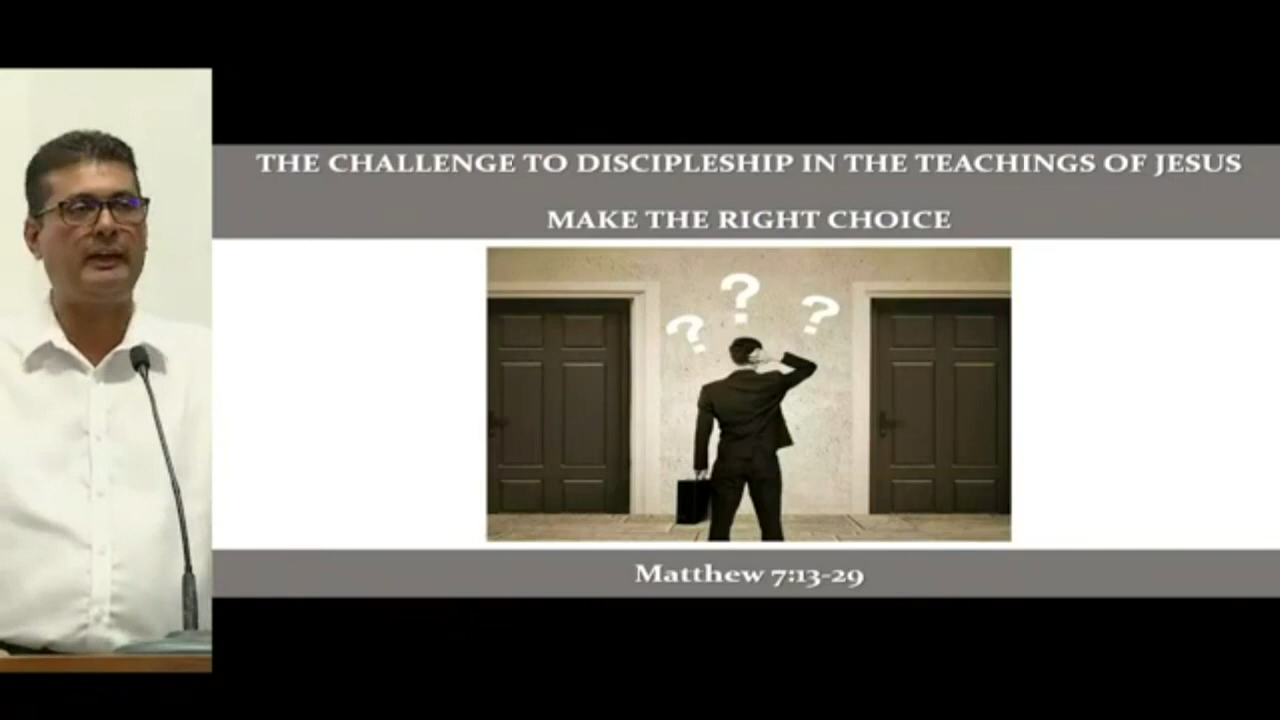 THE CHALLENGE TO DISCIPLESHIP IN THE TEACHINGS OF JESUS
MAKE THE RIGHT CHOICE
? ? ?
Matthew 7:13-29